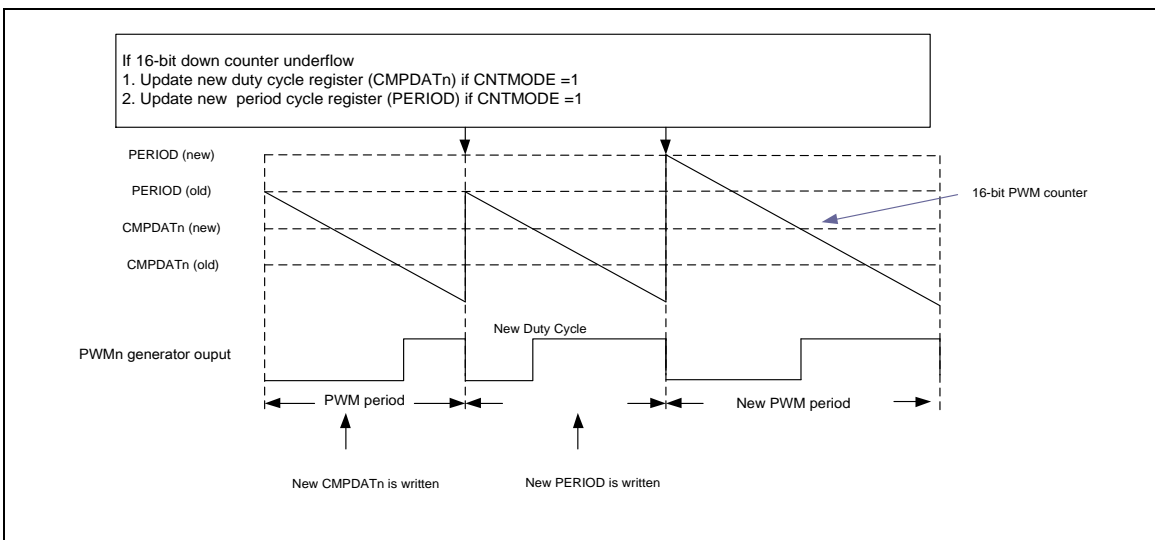 If 16-bit down counter underflow
1. Update new duty cycle register (CMPDATn) if CNTMODE =1
2. Update new  period cycle register (PERIOD) if CNTMODE =1
PERIOD (new)
PERIOD (old)
16-bit PWM counter
CMPDATn (new)
CMPDATn (old)
New Duty Cycle
PWMn generator ouput
PWM period
New PWM period
New CMPDATn is written
New PERIOD is written